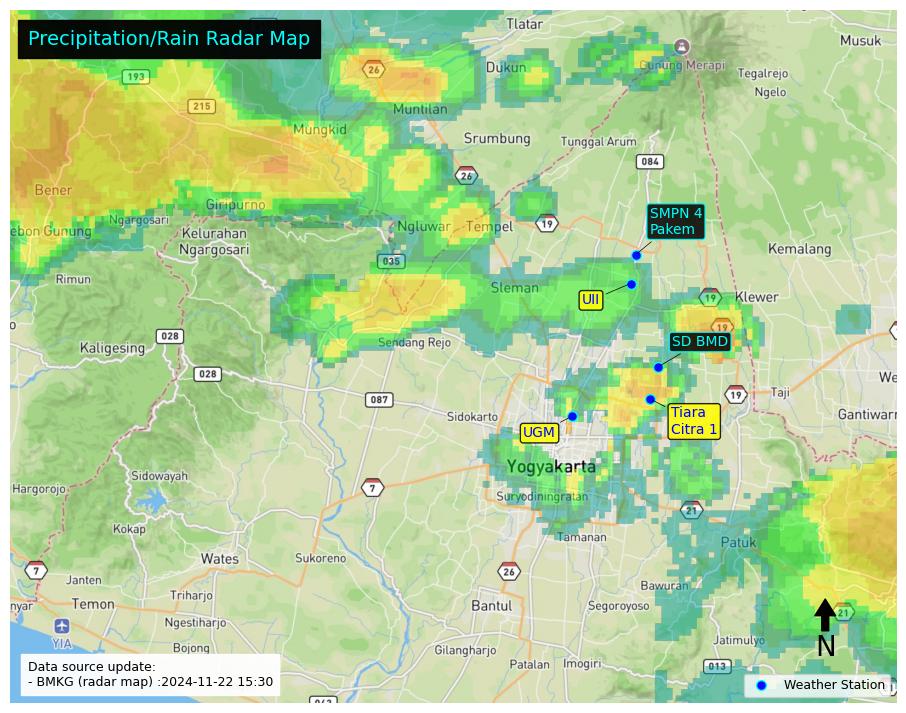 Precipitation/Rain Radar Map
Tlatar
Musuk
26
Dukun
Gunung Merapi
193
Tegalrejo
Ngelo
215
Muntilan
Mungkid
Srumbung
Tunggal Arum
084
26
Bener
Giripurno
SMPN 4
Pakem
Ngargosari
19
Ngluwar
Tempel
ebon Gunung
Kelurahan
Ngargosari
Kemalang
035
Rimun
Sleman
UII
19
Klewer
19
028
Sendang Rejo
SD BMD
Kaligesing
028
We
087
19
Taji
Sidokarto
Tiara
Citra 1
Gantiwarn
UGM
Yogyakarta
Sidowayah
Hargorojo
7
Suryodiningratan
21
Kokap
Tamanan
Patuk
Wates
Sukoreno
7
26
Janten
Bawuran
Triharjo
nyar
Temon
Bantul
Segoroyoso
21
Ngestiharjo
YIA
N
Jatimulyo
Bojong
Gilangharjo
Patalan
Imogiri
013
Data source update:
- BMKG (radar map) :2024-11-22 15:30
Weather Station